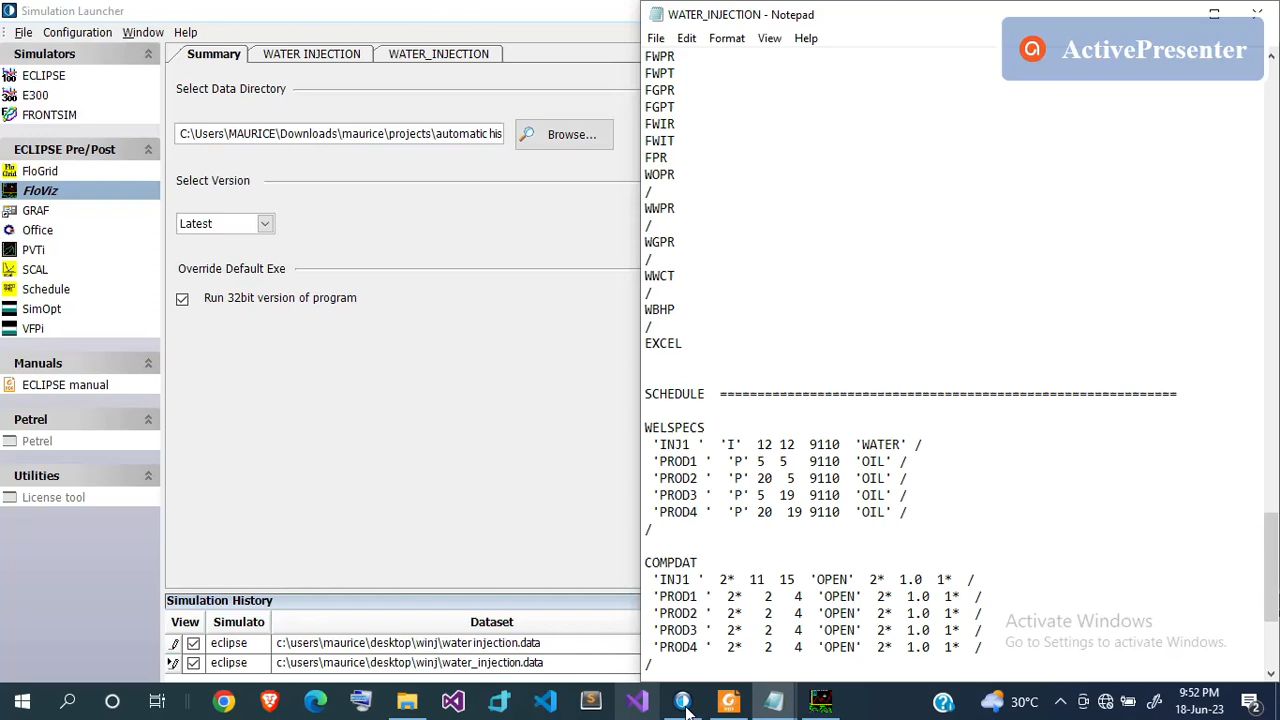 Simulation Launcher
File Configuration Window Help
Simulators
ECLIPSE
E300
FRONTSIM
ECLIPSE Pre/Post
FloGrid
FloViz
GRAF
Office
PVTi
SCAL
Schedule
SimOpt
VFPi
Manuals
ECLIPSE manual
Petrel
Petrel
Utilities
License tool
Summary WATER INJECTION WATER_INJECTION
Select Data Directory
C:\Users\MAURICE\Downloads\maurice\projects\automatic his Browse...
Select Version
Latest
Override Default Exe
Run 32bit version of program
Simulation History
View Simulato Dataset
eclipse c:\users\maurice\desktop\winj\water injection.data
eclipse c:\users\maurice\desktop\winj\water_injection.data
WATER_INJECTION - Notepad
File Edit Format View Help
ActivePresenter
FWPR
FWPT
FGPR
FGPT
FWIR
FWIT
FPR
WOPR
/
WWPR
/
WGPR
/
WWCT
/
WBHP
/
EXCEL
SCHEDULE =============================================================
WELSPECS
'INJ1 ' 'I' 12 12 9110 'WATER' /
'PROD1 ' 'P' 5 5 9110 'OIL' /
'PROD2 ' 'P' 20 5 9110 'OIL' /
'PROD3 ' 'P' 5 19 9110 'OIL' /
'PROD4 ' 'P' 20 19 9110 'OIL' /
/
COMPDAT
'INJ1 ' 2* 11 15 'OPEN' 2* 1.0 1* /
'PROD1 ' 2* 2 4 'OPEN' 2* 1.0 1* /
'PROD2 ' 2* 2 4 'OPEN' 2* 1.0 1* /
'PROD3 ' 2* 2 4 'OPEN' 2* 1.0 1* /
'PROD4 ' 2* 2 4 'OPEN' 2* 1.0 1* /
/
Activate Windows
Go to Settings to activate Windows.
30°C
9:52 PM
18-Jun-23
2